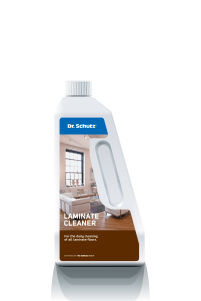 Dr. Schutz
LAMINATE
CLEANER
For the daily cleaning
of all laminate floors.